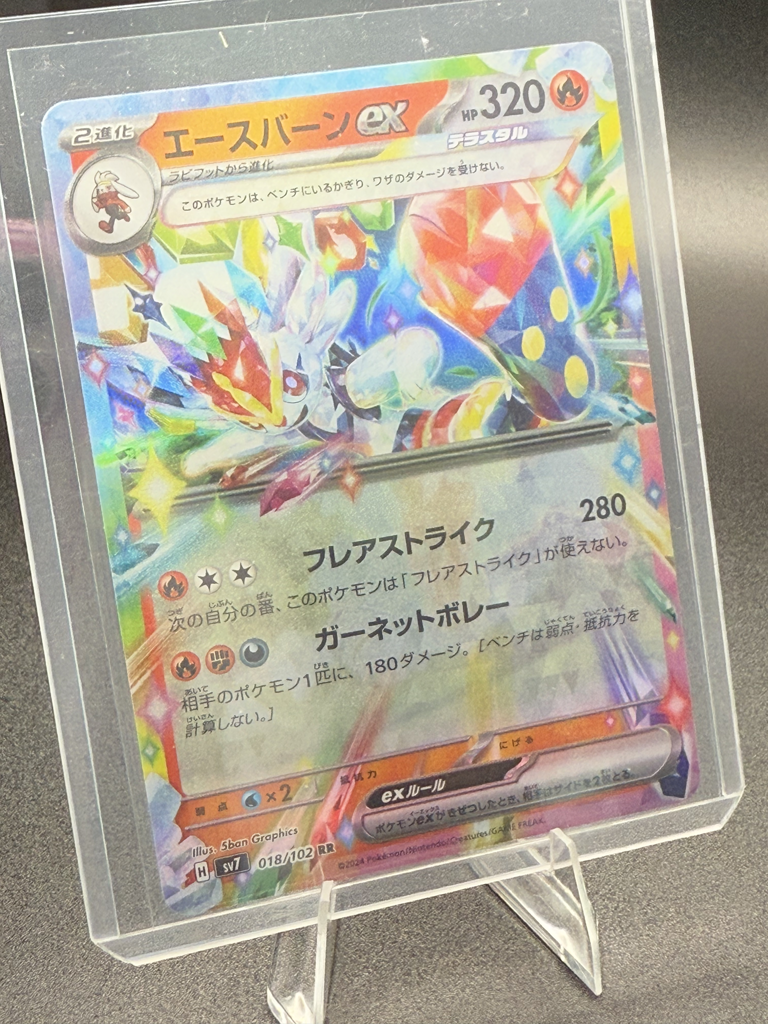 2進化
エースバーンex
HP320
テラスタル
ラビフットから進化
このポケモンは、ベンチにいるかぎり、ワザのダメージを受けない。
フレアストライク 280
次の自分の番、このポケモンは「フレアストライク」が使えない。
ガーネットボレー
相手のポケモン1匹に、180ダメージ。[ベンチは弱点・抵抗力を
計算しない。]
弱点 ×2 抵抗力 にげる
exルール
ポケモンexがきぜつしたとき、相手はサイドを2枚とる。
Illus. 5ban Graphics
H sv7 018/102 RR
©2024 Pokémon/Nintendo/Creatures/GAME FREAK.